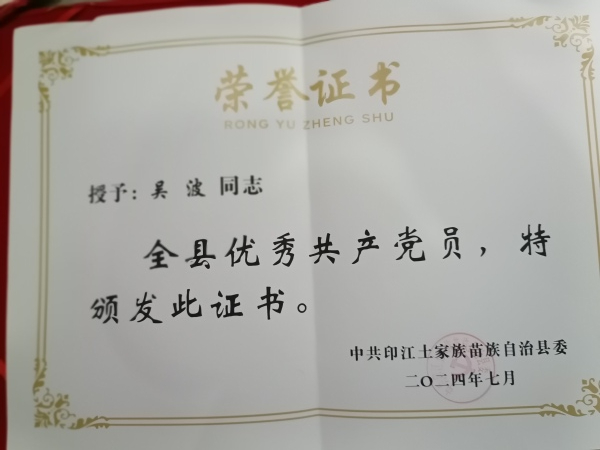 荣誉证书
RONG YU ZHENG SHU
授予：吴 波 同志
全县优秀共产党员，特
颁发此证书。
中共印江土家族苗族自治县委
二〇二四年七月